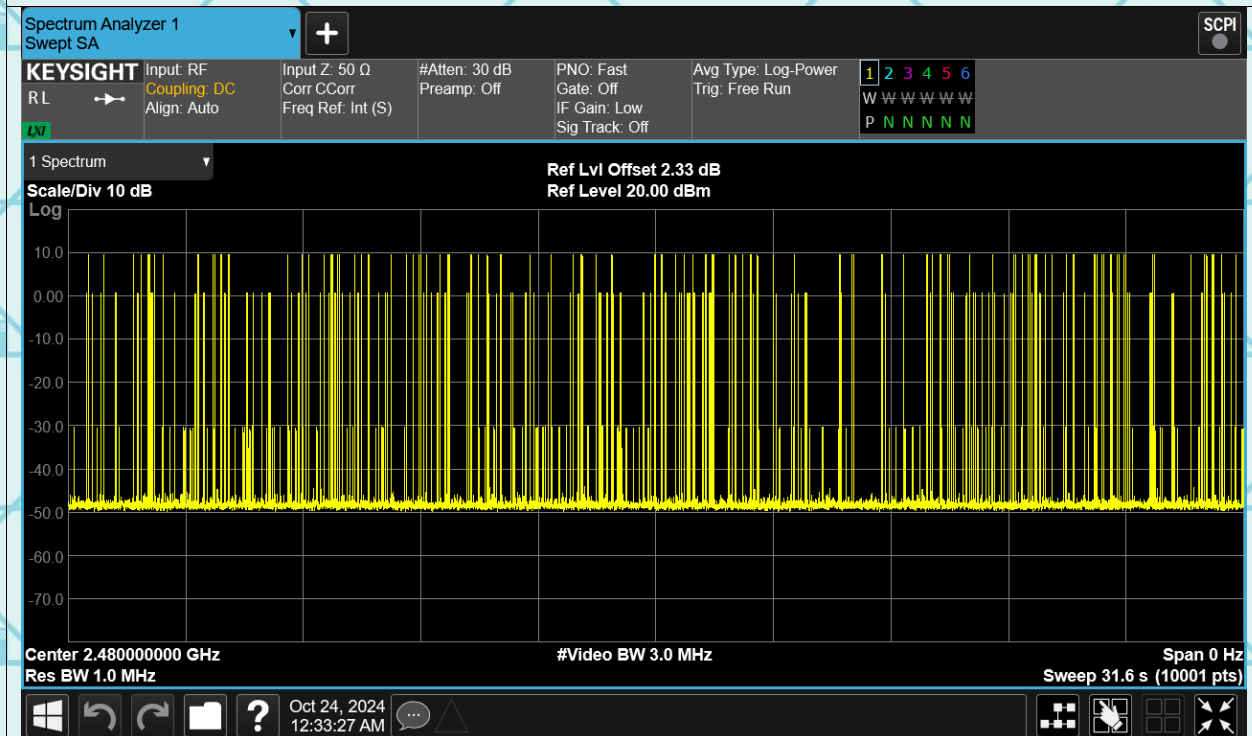 Spectrum Analyzer 1
Swept SA
+
SCPI
KEYSIGHT
RL
LXI
Input: RF
Coupling: DC
Align: Auto
Input Z: 50 Ω
Corr CCorr
Freq Ref: Int (S)
#Atten: 30 dB
Preamp: Off
PNO: Fast
Gate: Off
IF Gain: Low
Sig Track: Off
Avg Type: Log-Power
Trig: Free Run
1 2 3 4 5 6
W W W W W W
P N N N N N
1 Spectrum
Scale/Div 10 dB
Log
Ref Lvl Offset 2.33 dB
Ref Level 20.00 dBm
10.0
0.00
-10.0
-20.0
-30.0
-40.0
-50.0
-60.0
-70.0
Center 2.480000000 GHz
Res BW 1.0 MHz
#Video BW 3.0 MHz
Span 0 Hz
Sweep 31.6 s (10001 pts)
?
Oct 24, 2024
12:33:27 AM